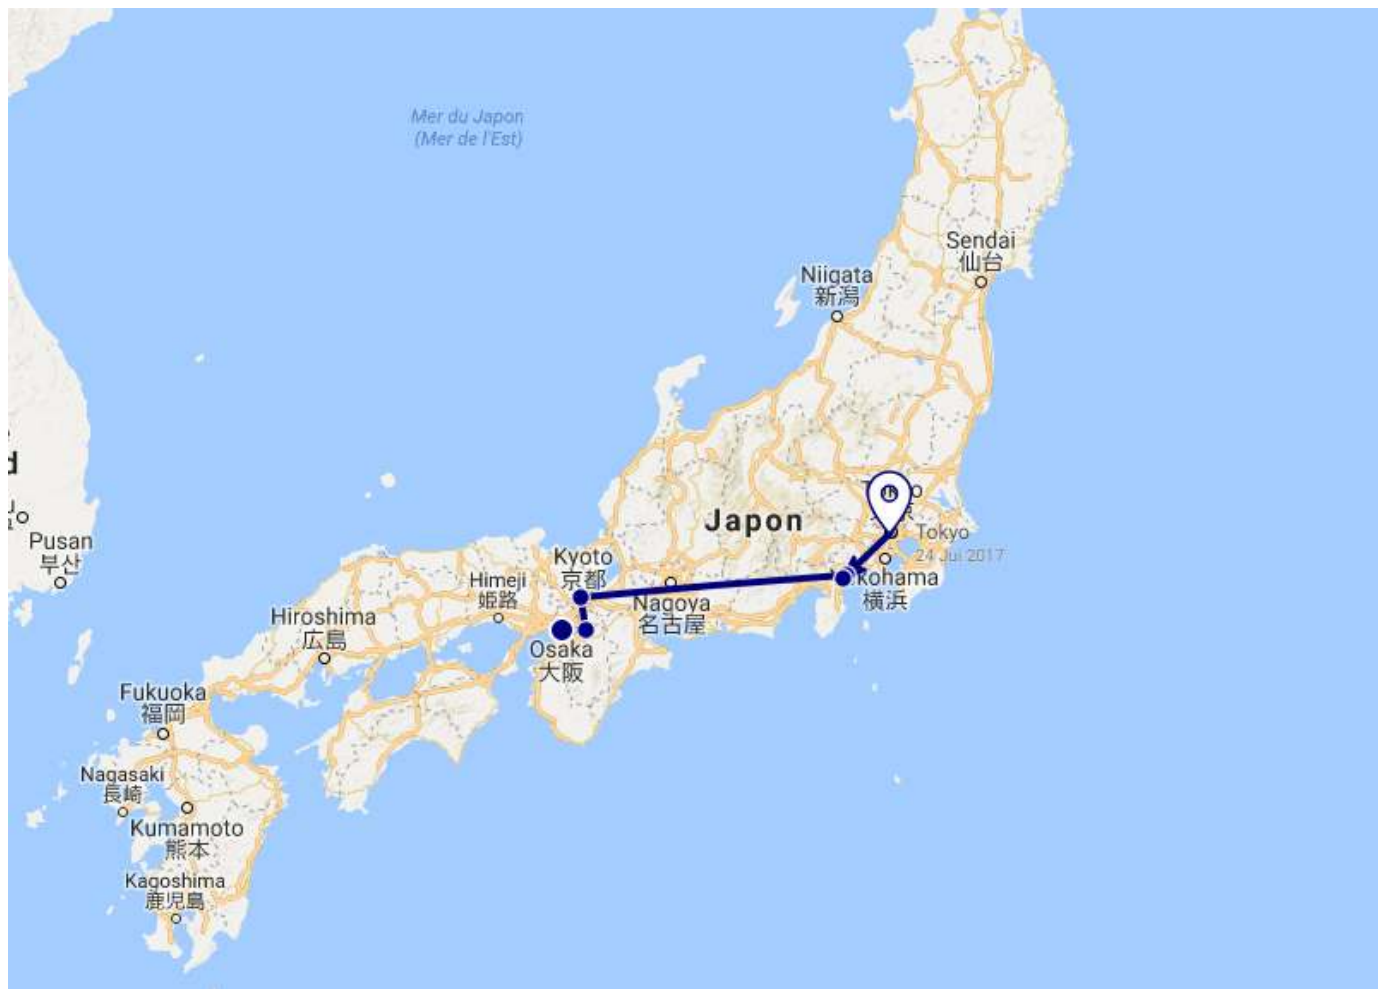 Mer du Japon
(Mer de l'Est)
Sendai
仙台
Niigata
新潟
d
Japon
Tokyo
24 Jui 2017
Pusan
부산
Kyoto
京都
Himeji
姫路
kohama
横浜
Nagoya
名古屋
Hiroshima
広島
Osaka
大阪
Fukuoka
福岡
Nagasaki
長崎
Kumamoto
熊本
Kagoshima
鹿児島